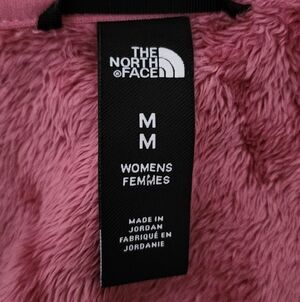 THE
NORTH
®FACE
M
M
WOMENS
FEMMES
MADE IN
JORDAN
FABRIQUÉ EN
JORDANIE